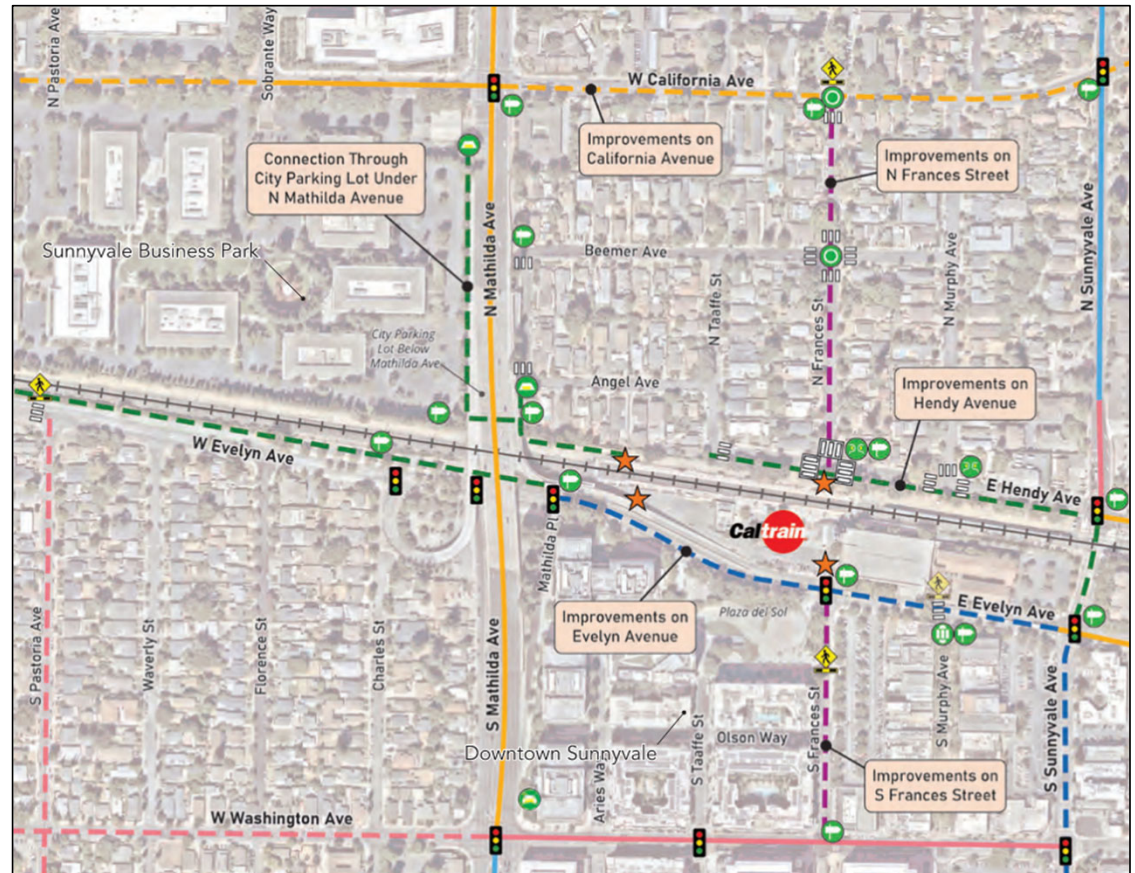 N Pastoria Ave
Sobrante Way
W California Ave
Improvements on
California Avenue
Connection Through
City Parking Lot Under
N Mathilda Avenue
Improvements on
N Frances Street
Sunnyvale Business Park
N Mathilda Ave
Beemer Ave
N Taaffe St
N Frances St
N Murphy Ave
N Sunnyvale Ave
City Parking
Lot Below
Mathilda Ave
Angel Ave
Improvements on
Hendy Avenue
W Evelyn Ave
E Hendy Ave
Caltrain
Mathilda Pl
Plaza del Sol
E Evelyn Ave
Improvements on
Evelyn Avenue
S Pastoria Ave
Waverly St
Florence St
Charles St
S Mathilda Ave
Downtown Sunnyvale
Aries Way
S Taaffe St
Olson Way
S Frances St
S Murphy Ave
S Sunnyvale Ave
Improvements on
S Frances Street
W Washington Ave